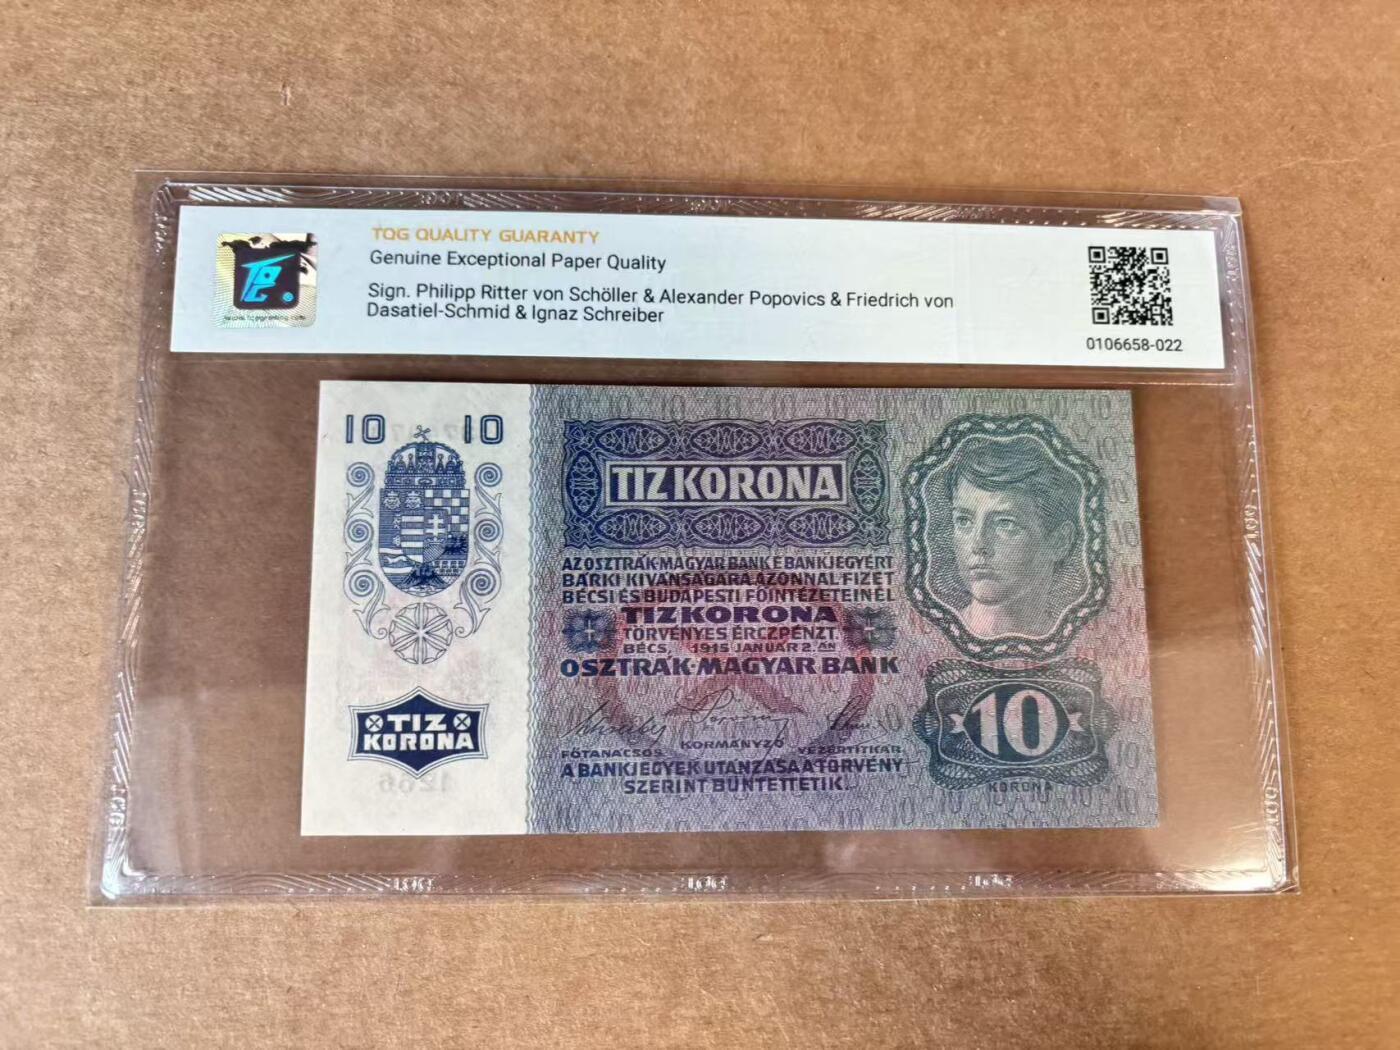 TQG QUALITY GUARANTY
Genuine Exceptional Paper Quality
Sign. Philipp Ritter von Schöller & Alexander Popovics & Friedrich von
Dasatiel-Schmid & Ignaz Schreiber
0106658-022
10 10
TIZ KORONA
AZ OSZTRÁK-MAGYAR BANK E BANKJEGYÉRT
BÁRKI KIVÁNSÁGÁRA AZONNAL FIZET
BÉCSI ÉS BUDAPESTI FŐINTÉZETEINÉL
TIZ KORONA
TÖRVÉNYES ÉRCZPÉNZT.
BÉCS, 1915 JANUÁR 2.ÁN
OSZTRÁK-MAGYAR BANK
FŐTANÁCSOS KORMÁNYZÓ VEZÉRTITKÁR
A BANKJEGYEK UTÁNZÁSA A TÖRVÉNY
SZERINT BÜNTETTETIK.
TIZ
KORONA
10
KORONA